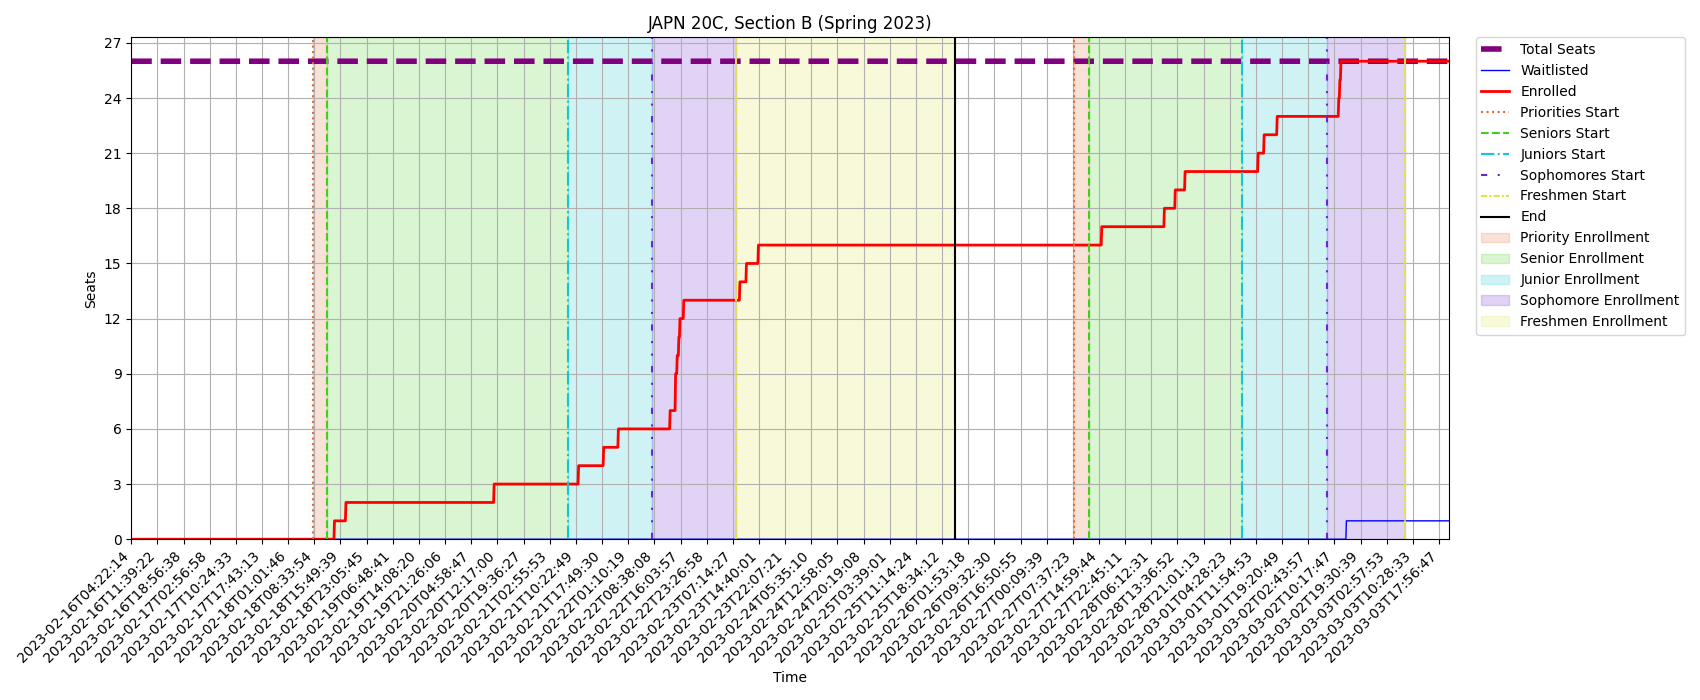 JAPN 20C, Section B (Spring 2023)
Seats
27
24
21
18
15
12
9
6
3
0
2023-02-16T04:22:14
2023-02-16T11:39:22
2023-02-16T18:56:38
2023-02-17T02:56:58
2023-02-17T10:24:33
2023-02-17T17:43:13
2023-02-18T01:01:46
2023-02-18T08:33:54
2023-02-18T15:49:39
2023-02-18T23:05:45
2023-02-19T06:48:41
2023-02-19T14:08:20
2023-02-19T21:26:06
2023-02-20T04:58:47
2023-02-20T12:17:00
2023-02-20T19:36:27
2023-02-21T02:55:53
2023-02-21T10:22:49
2023-02-21T17:49:30
2023-02-22T01:10:19
2023-02-22T08:38:08
2023-02-22T16:03:57
2023-02-22T23:26:58
2023-02-23T07:14:27
2023-02-23T14:40:01
2023-02-23T22:07:21
2023-02-24T05:35:10
2023-02-24T12:58:05
2023-02-24T20:19:08
2023-02-25T03:39:01
2023-02-25T11:14:24
2023-02-25T18:34:12
2023-02-26T01:53:18
2023-02-26T09:32:30
2023-02-26T16:50:55
2023-02-27T00:09:39
2023-02-27T07:37:23
2023-02-27T14:59:44
2023-02-27T22:45:11
2023-02-28T06:12:31
2023-02-28T13:36:52
2023-02-28T21:01:13
2023-03-01T04:28:23
2023-03-01T11:54:53
2023-03-01T19:20:49
2023-03-02T02:43:57
2023-03-02T10:17:47
2023-03-02T19:30:39
2023-03-03T02:57:53
2023-03-03T10:28:33
2023-03-03T17:56:47
Time
Total Seats
Waitlisted
Enrolled
Priorities Start
Seniors Start
Juniors Start
Sophomores Start
Freshmen Start
End
Priority Enrollment
Senior Enrollment
Junior Enrollment
Sophomore Enrollment
Freshmen Enrollment